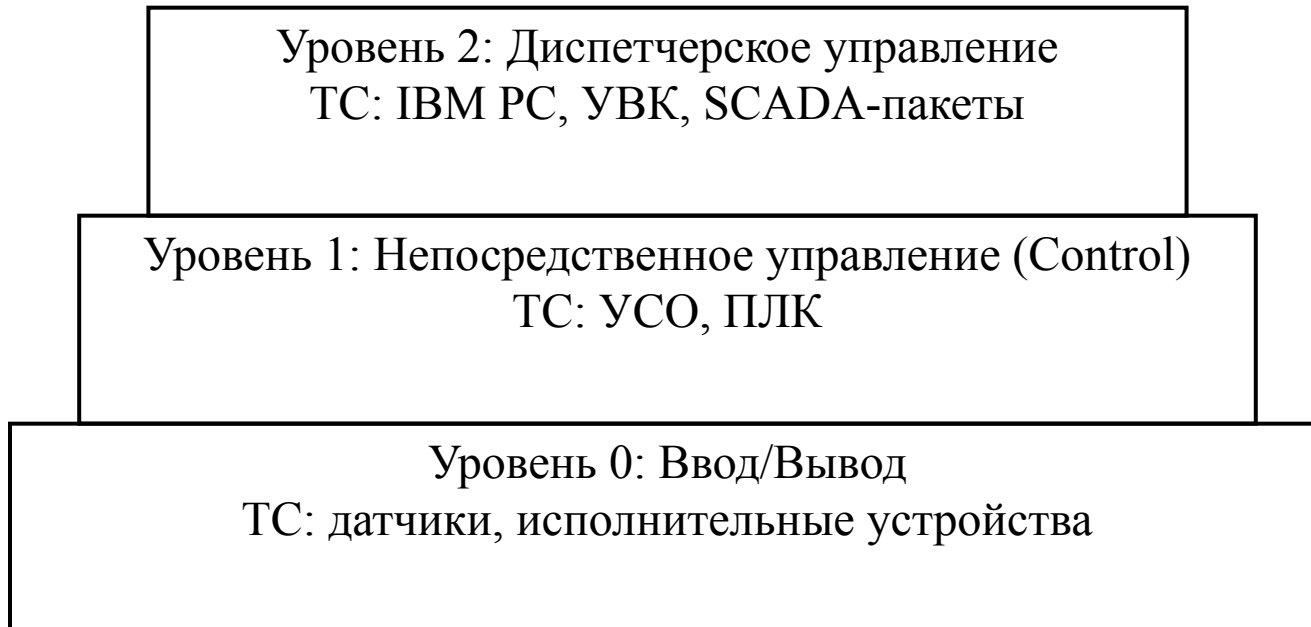 Уровень 2: Диспетчерское управление
ТС: IBM PC, УВК, SCADA-пакеты
Уровень 1: Непосредственное управление (Control)
ТС: УСО, ПЛК
Уровень 0: Ввод/Вывод
ТС: датчики, исполнительные устройства